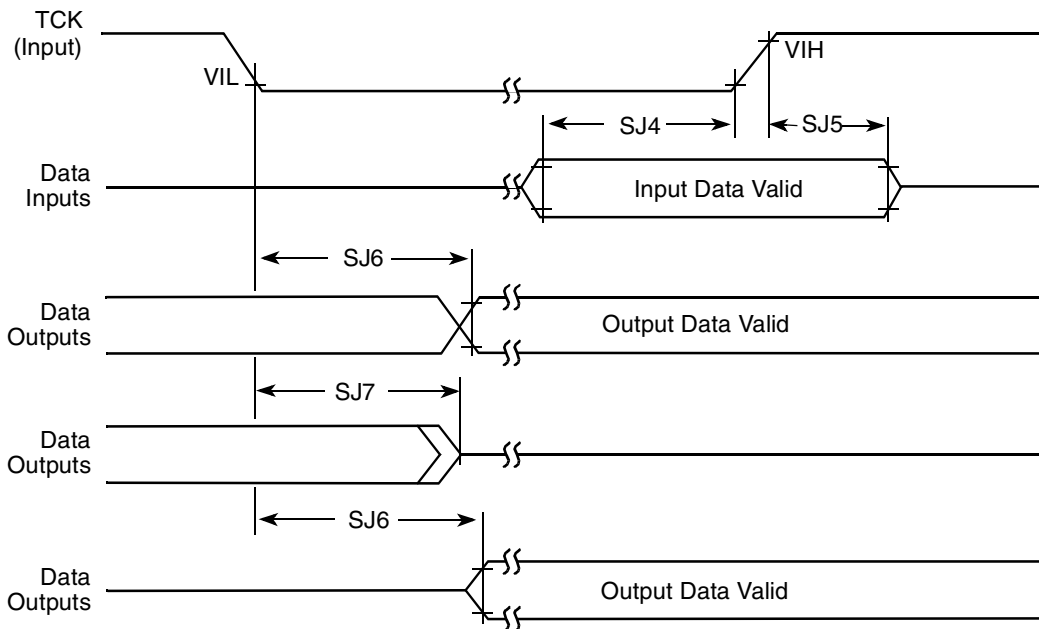 TCK
(Input)
VIL
VIH
SJ4
SJ5
Data
Inputs
Input Data Valid
SJ6
Data
Outputs
Output Data Valid
SJ7
Data
Outputs
SJ6
Data
Outputs
Output Data Valid